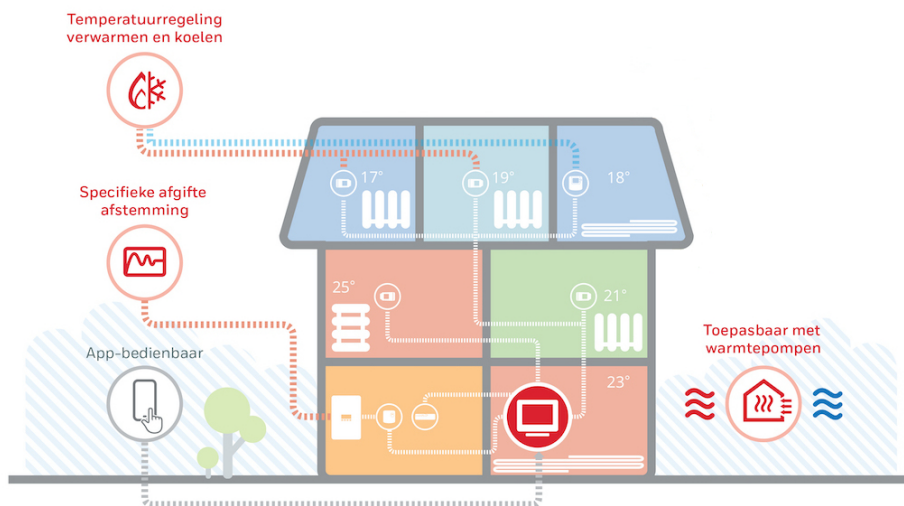 Temperatuurregeling
verwarmen en koelen
17°
19°
18°
Specifieke afgifte
afstemming
25°
21°
Toepasbaar met
warmtepompen
App-bedienbaar
23°